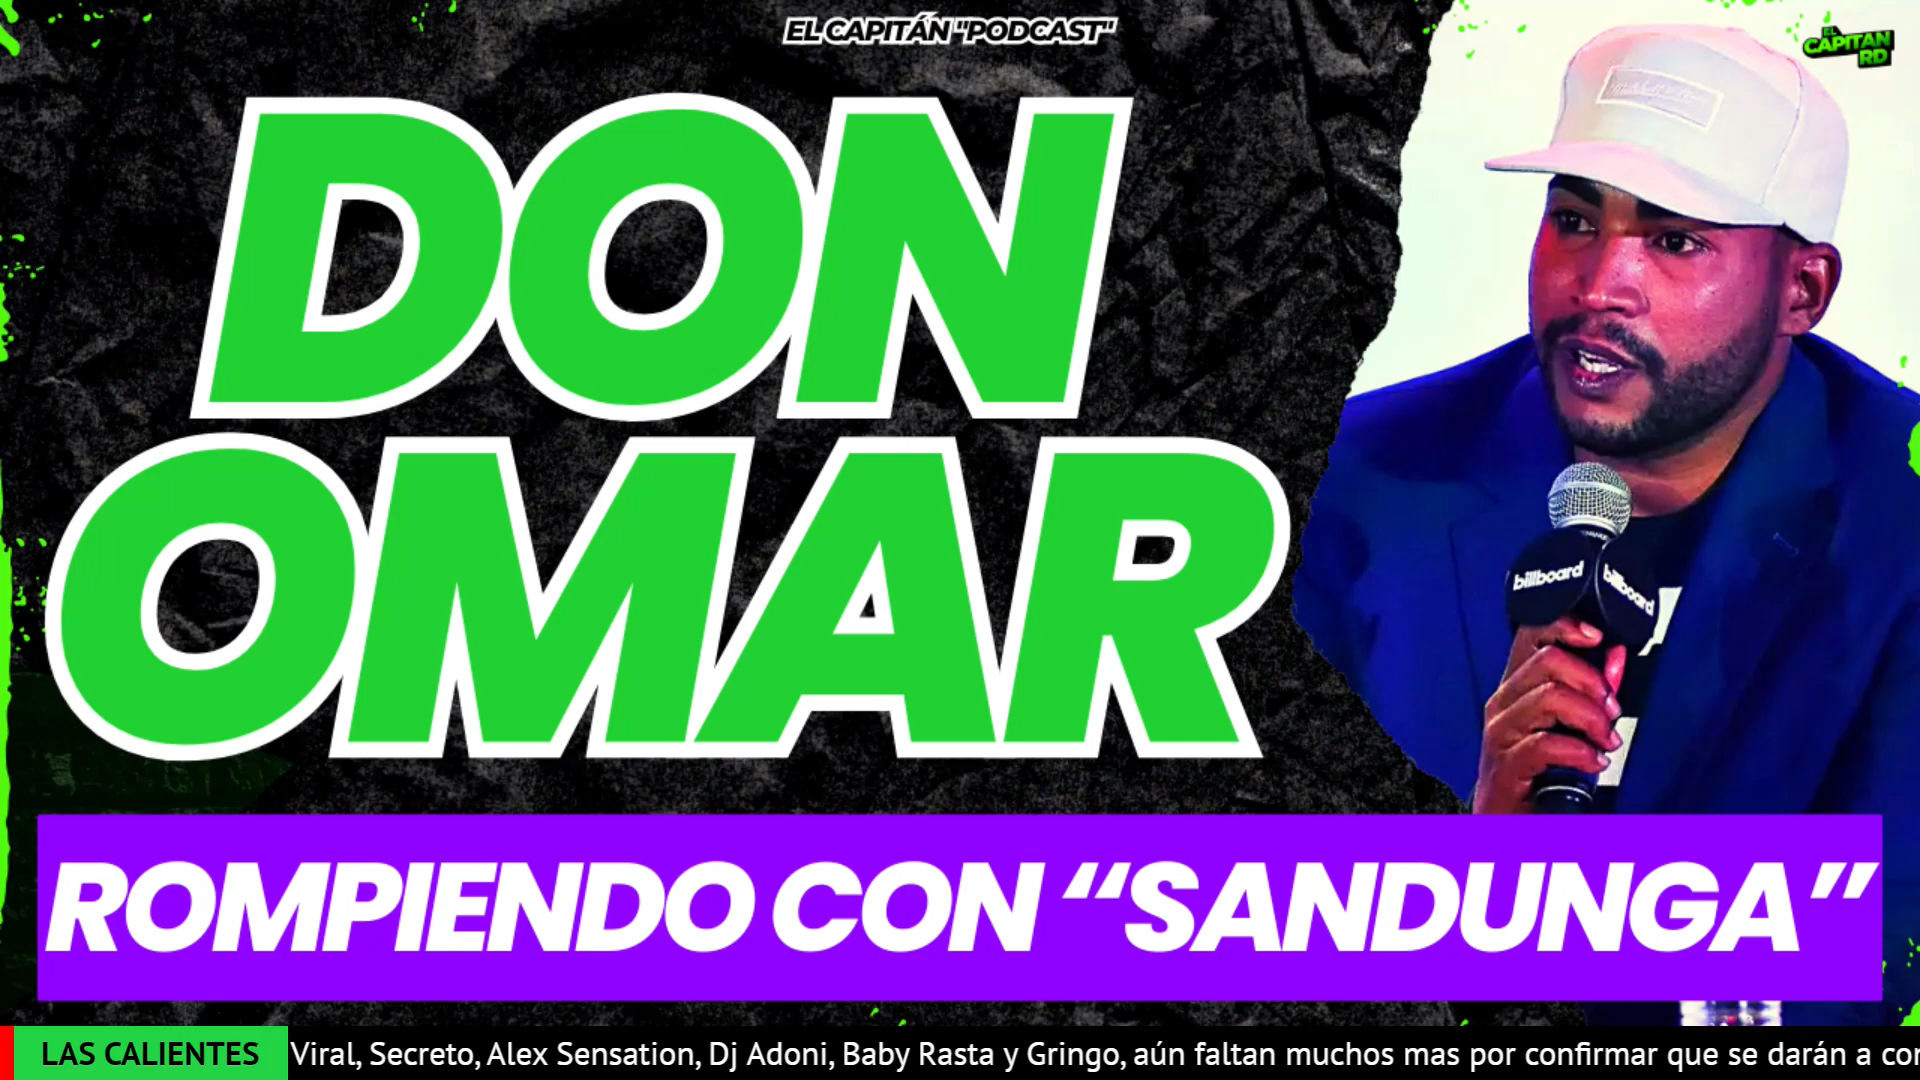 EL CAPITÁN "PODCAST"
EL
CAPITAN
RD
DON
OMAR
billboard
billboard
ROMPIENDO CON “SANDUNGA”
LAS CALIENTES
Viral, Secreto, Alex Sensation, Dj Adoni, Baby Rasta y Gringo, aún faltan muchos mas por confirmar que se darán a cor